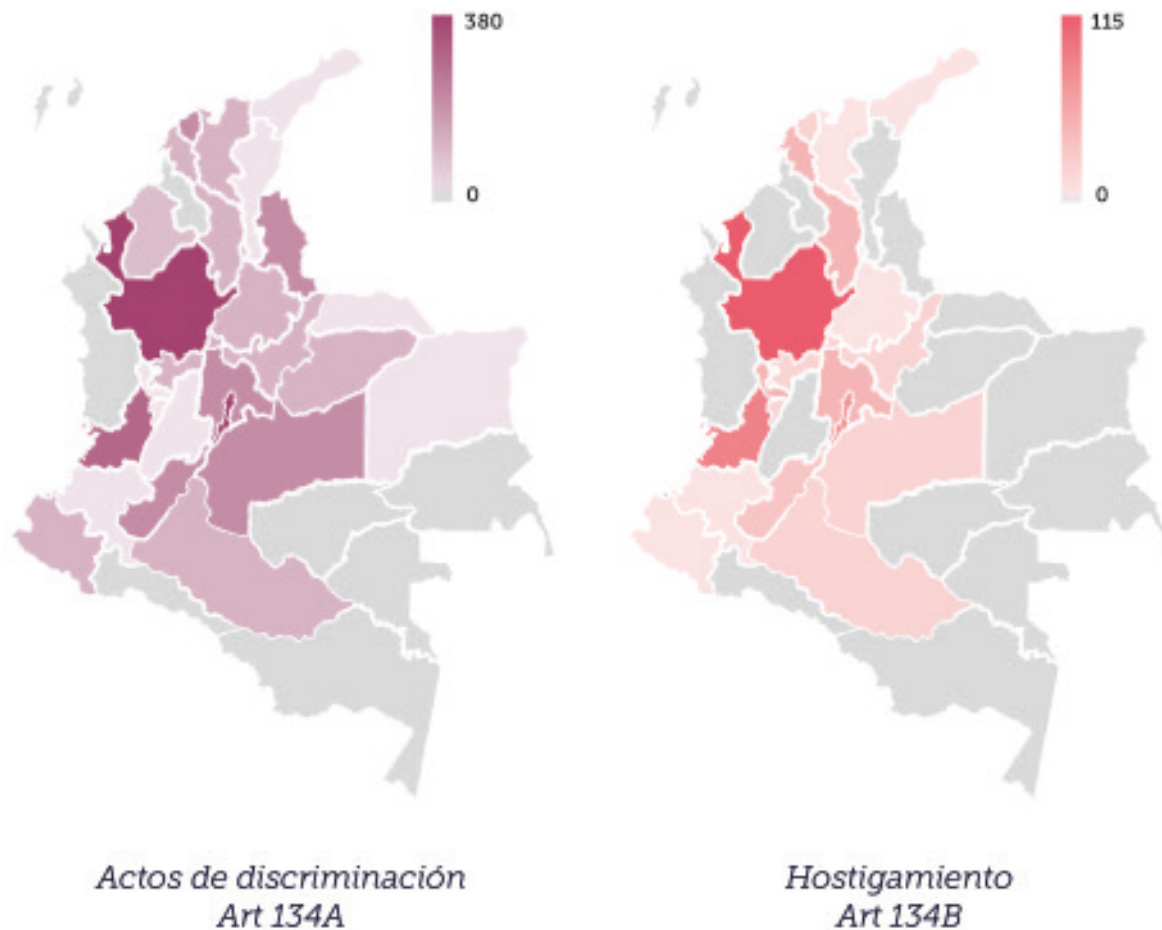 380
0
115
0
Actos de discriminación
Art 134A
Hostigamiento
Art 134B